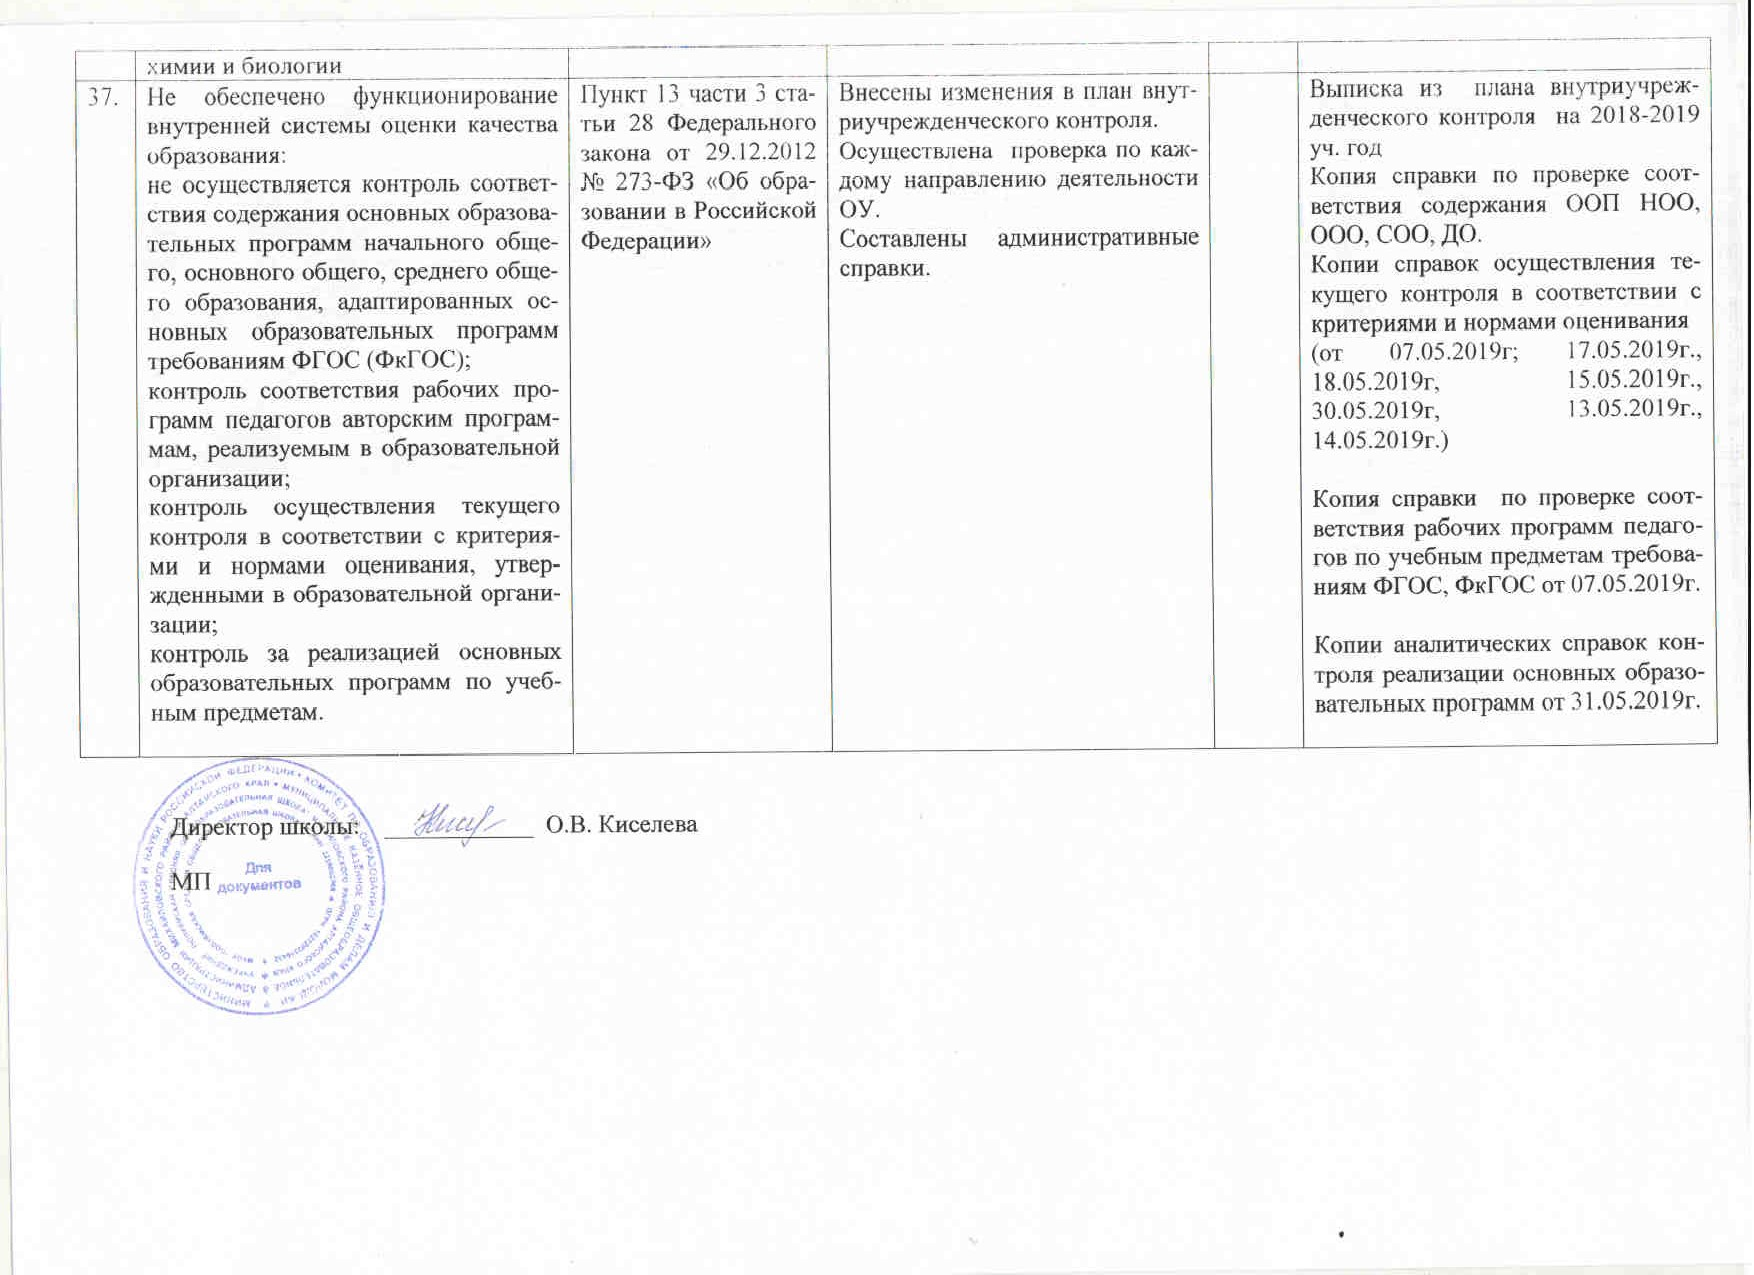 химии и биологии
37.
Не обеспечено функционирование
внутренней системы оценки качества
образования:
не осуществляется контроль соответ-
ствия содержания основных образова-
тельных программ начального обще-
го, основного общего, среднего обще-
го образования, адаптированных ос-
новных образовательных программ
требованиям ФГОС (ФкГОС);
контроль соответствия рабочих про-
грамм педагогов авторским програм-
мам, реализуемым в образовательной
организации;
контроль осуществления текущего
контроля в соответствии с критерия-
ми и нормами оценивания, утвер-
жденными в образовательной органи-
зации;
контроль за реализацией основных
образовательных программ по учеб-
ным предметам.
Пункт 13 части 3 ста-
тьи 28 Федерального
закона от 29.12.2012
№ 273-ФЗ «Об обра-
зовании в Российской
Федерации»
Внесены изменения в план внут-
риучрежденческого контроля.
Осуществлена проверка по каж-
дому направлению деятельности
ОУ.
Составлены административные
справки.
Выписка из плана внутриучреж-
денческого контроля на 2018-2019
уч. год
Копия справки по проверке соот-
ветствия содержания ООП НОО,
ООО, СОО, ДО.
Копии справок осуществления те-
кущего контроля в соответствии с
критериями и нормами оценивания
(от 07.05.2019г; 17.05.2019г.,
18.05.2019г, 15.05.2019г.,
30.05.2019г, 13.05.2019г.,
14.05.2019г.)
Копия справки по проверке соот-
ветствия рабочих программ педаго-
гов по учебным предметам требова-
ниям ФГОС, ФкГОС от 07.05.2019г.
Копии аналитических справок кон-
троля реализации основных образо-
вательных программ от 31.05.2019г.
Директор школы: О.В. Киселева
МП
Для
документов
МИНИСТЕРСТВО ОБРАЗОВАНИЯ И НАУКИ РОССИЙСКОЙ ФЕДЕРАЦИИ • КОМИТЕТ ПО ОБРАЗОВАНИЮ И ДЕЛАМ МОЛОДЕЖИ